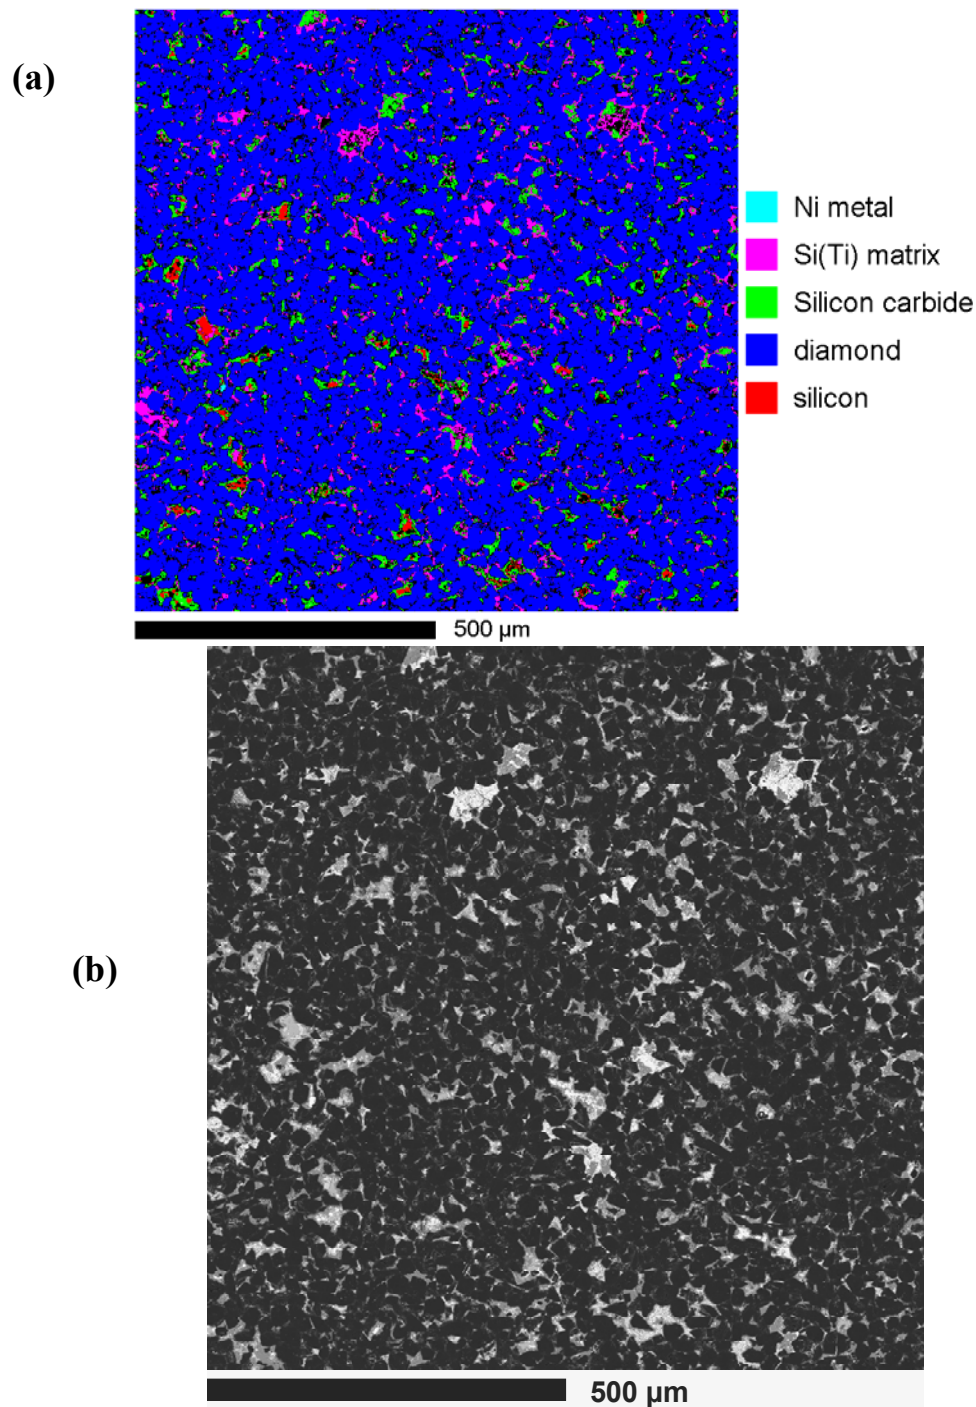 (a)
Ni metal
Si(Ti) matrix
Silicon carbide
diamond
silicon
500 µm
(b)
500 µm